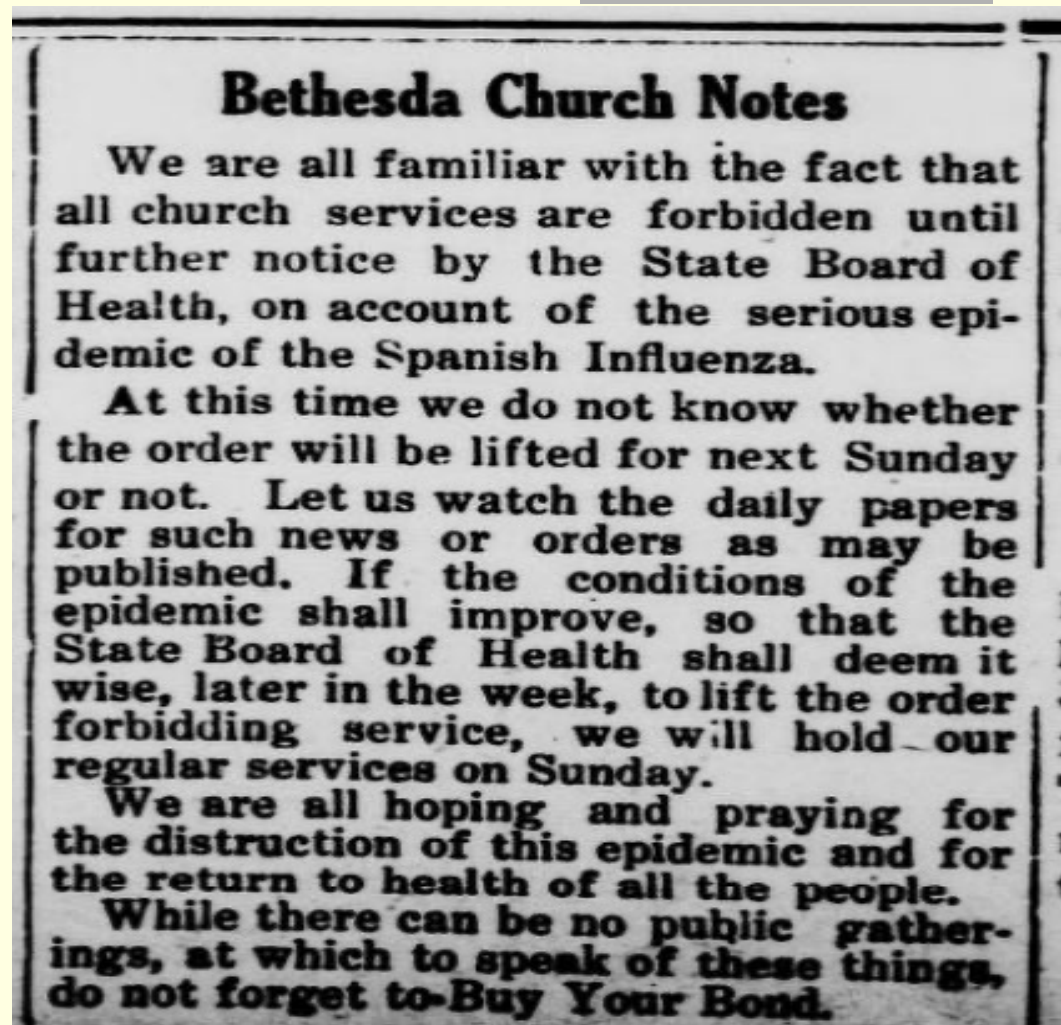 Bethesda Church Notes
We are all familiar with the fact that
all church services are forbidden until
further notice by the State Board of
Health, on account of the serious epi-
demic of the Spanish Influenza.
At this time we do not know whether
the order will be lifted for next Sunday
or not. Let us watch the daily papers
for such news or orders as may be
published. If the conditions of the
epidemic shall improve, so that the
State Board of Health shall deem it
wise, later in the week, to lift the order
forbidding service, we will hold our
regular services on Sunday.
We are all hoping and praying for
the distruction of this epidemic and for
the return to health of all the people.
While there can be no public gather-
ings, at which to speak of these things,
do not forget to Buy Your Bond.